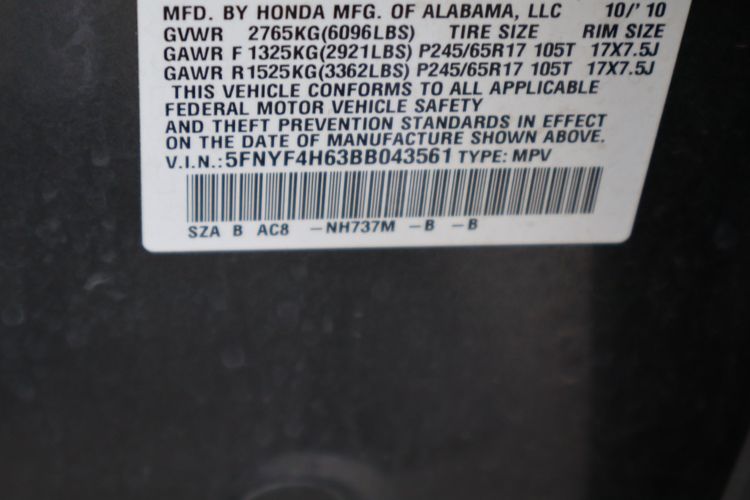 MFD. BY HONDA MFG. OF ALABAMA, LLC 10/'10
GVWR 2765KG(6096LBS) TIRE SIZE RIM SIZE
GAWR F 1325KG(2921LBS) P245/65R17 105T 17X7.5J
GAWR R 1525KG(3362LBS) P245/65R17 105T 17X7.5J
THIS VEHICLE CONFORMS TO ALL APPLICABLE
FEDERAL MOTOR VEHICLE SAFETY
AND THEFT PREVENTION STANDARDS IN EFFECT
ON THE DATE OF MANUFACTURE SHOWN ABOVE.
V.I.N.: 5FNYF4H63BB043561 TYPE: MPV
SZA B AC8 -NH737M -B -B